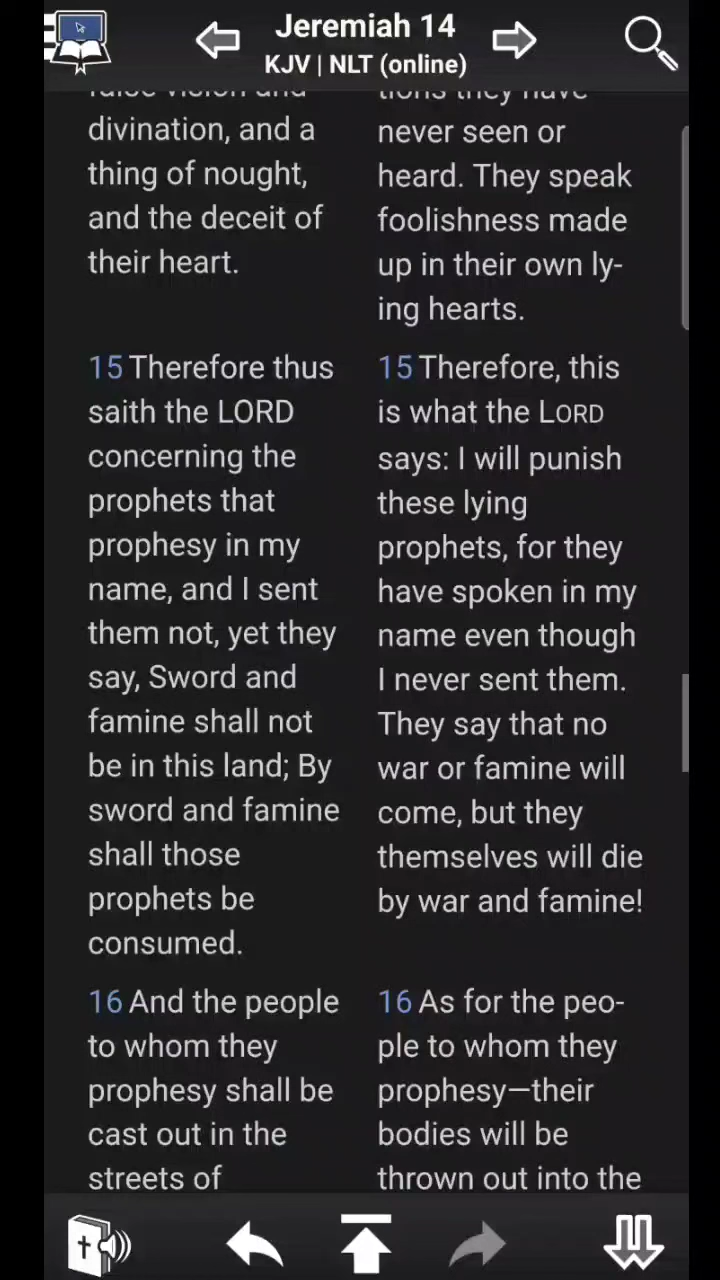 Jeremiah 14
KJV | NLT (online)
false vision and
divination, and a
thing of nought,
and the deceit of
their heart.
tions they have
never seen or
heard. They speak
foolishness made
up in their own ly-
ing hearts.
15 Therefore thus
saith the LORD
concerning the
prophets that
prophesy in my
name, and I sent
them not, yet they
say, Sword and
famine shall not
be in this land; By
sword and famine
shall those
prophets be
consumed.
15 Therefore, this
is what the LORD
says: I will punish
these lying
prophets, for they
have spoken in my
name even though
I never sent them.
They say that no
war or famine will
come, but they
themselves will die
by war and famine!
16 And the people
to whom they
prophesy shall be
cast out in the
streets of
16 As for the peo-
ple to whom they
prophesy—their
bodies will be
thrown out into the